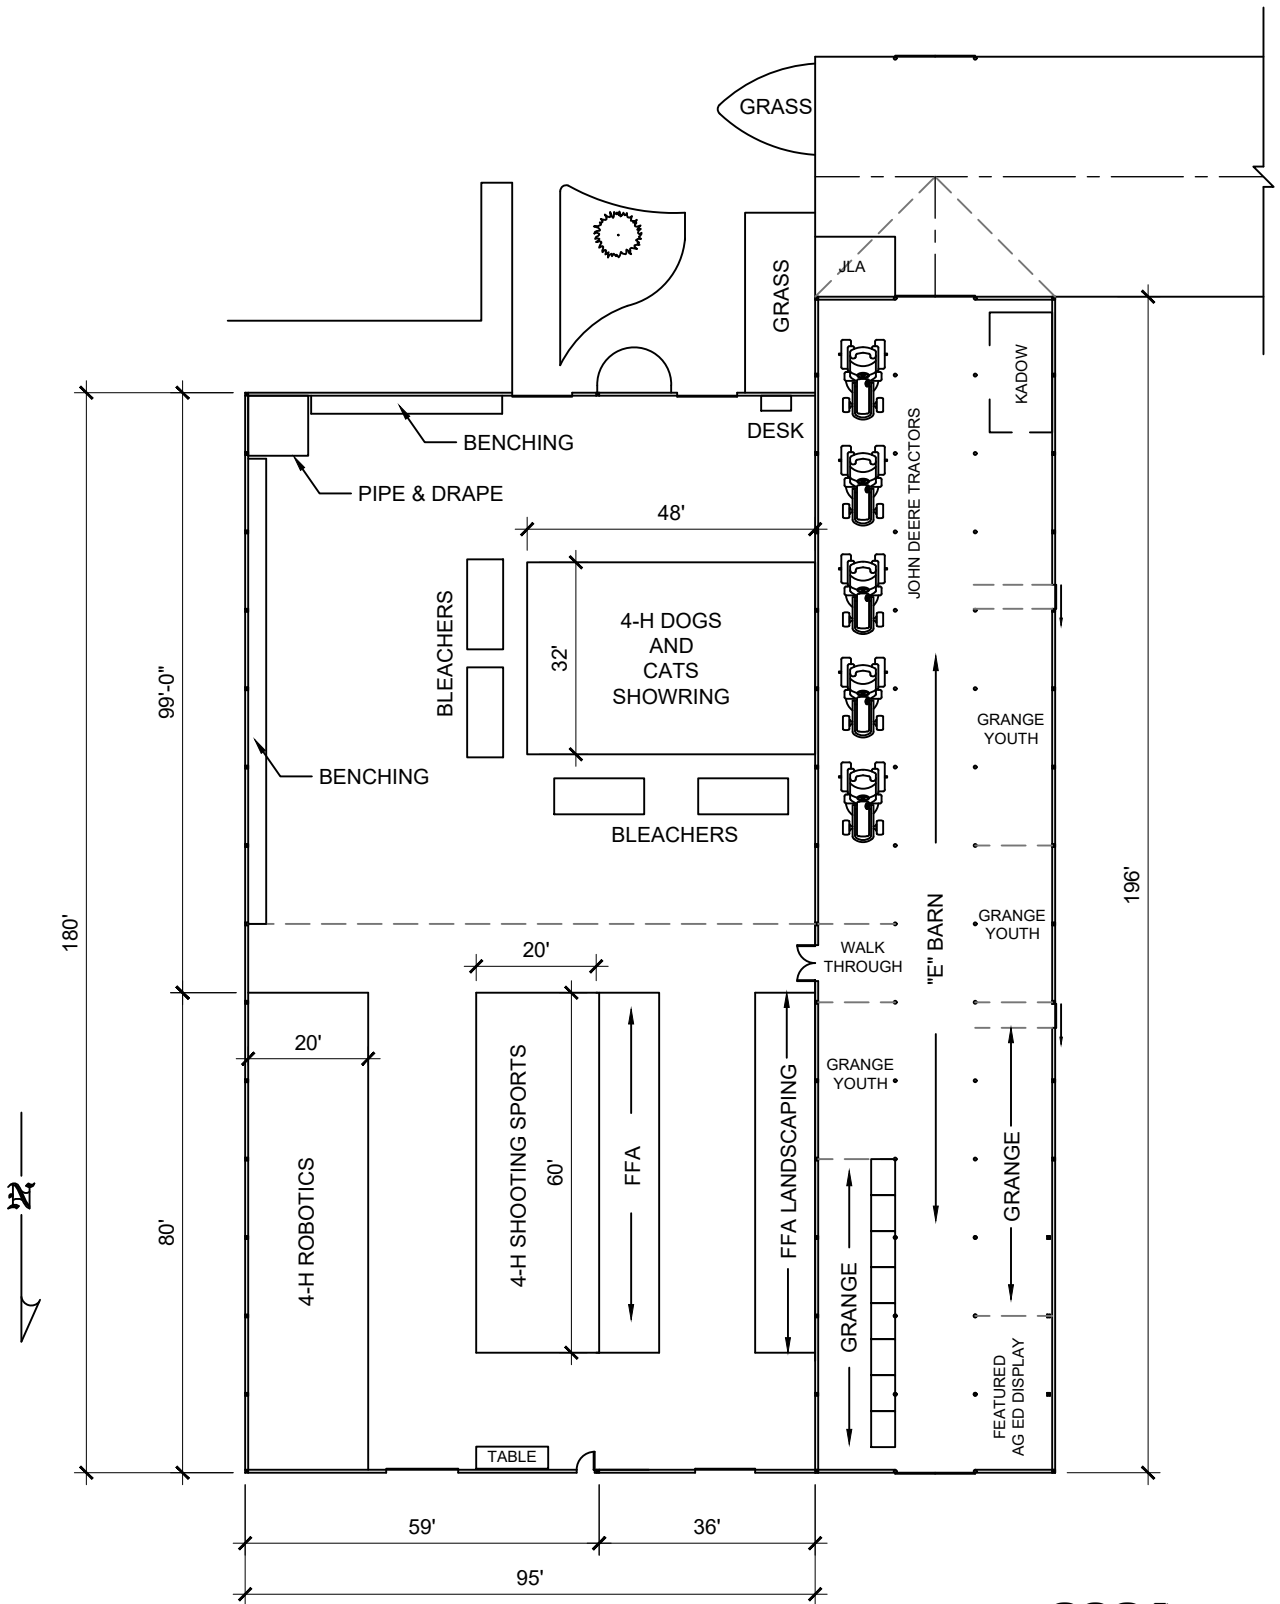 GRASS
JLA
GRASS
KADOW
BENCHING
DESK
PIPE & DRAPE
JOHN DEERE TRACTORS
48'
4-H DOGS
AND
CATS
SHOWRING
32'
BLEACHERS
99'-0"
GRANGE
YOUTH
BENCHING
BLEACHERS
196'
180'
GRANGE
YOUTH
"E" BARN
WALK
THROUGH
20'
20'
4-H SHOOTING SPORTS
FFA LANDSCAPING
GRANGE
YOUTH
60'
FFA
GRANGE
4-H ROBOTICS
N
80'
GRANGE
FEATURED
AG ED DISPLAY
TABLE
59'
36'
95'